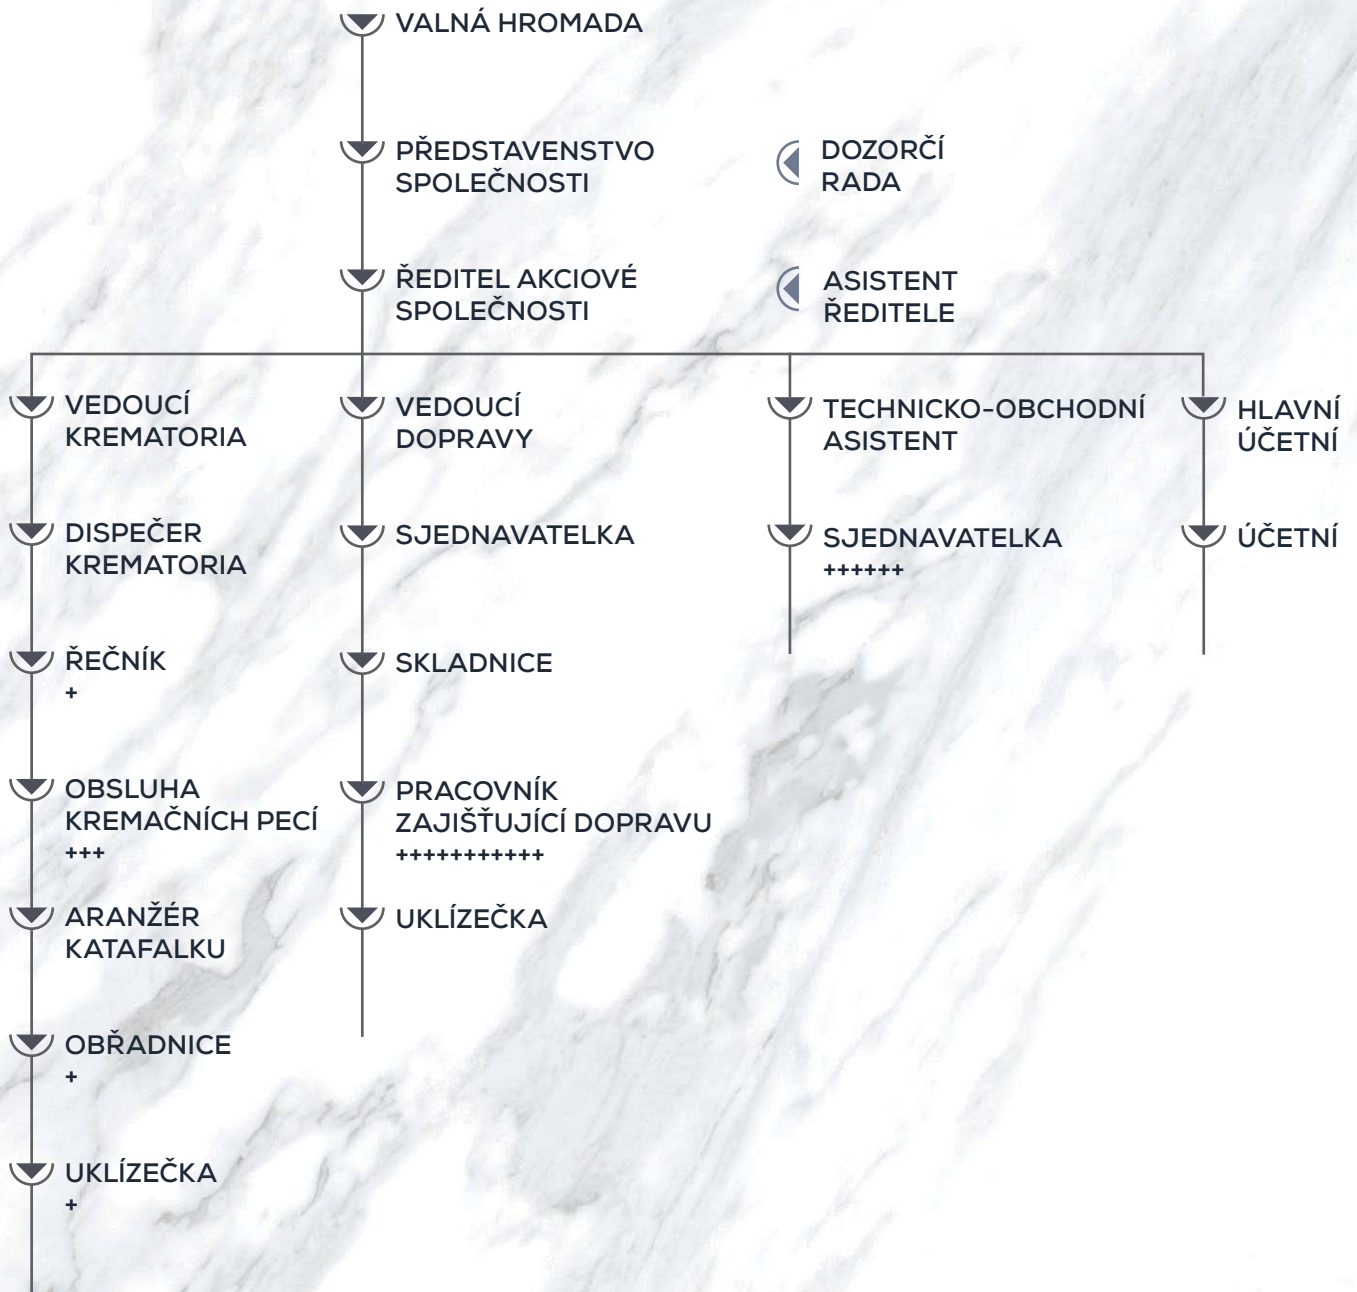 VALNÁ HROMADA
PŘEDSTAVENSTVO
SPOLEČNOSTI
DOZORČÍ
RADA
ŘEDITEL AKCIOVÉ
SPOLEČNOSTI
ASISTENT
ŘEDITELE
VEDOUCÍ
KREMATORIA
DISPEČER
KREMATORIA
ŘEČNÍK
+
OBSLUHA
KREMAČNÍCH PECÍ
+++
ARANŽÉR
KATAFALKU
OBŘADNICE
+
UKLÍZEČKA
+
VEDOUCÍ
DOPRAVY
SJEDNAVATELKA
SKLADNICE
PRACOVNÍK
ZAJIŠŤUJÍCÍ DOPRAVU
+++++++++++
UKLÍZEČKA
TECHNICKO-OBCHODNÍ
ASISTENT
SJEDNAVATELKA
++++++
HLAVNÍ
ÚČETNÍ
ÚČETNÍ